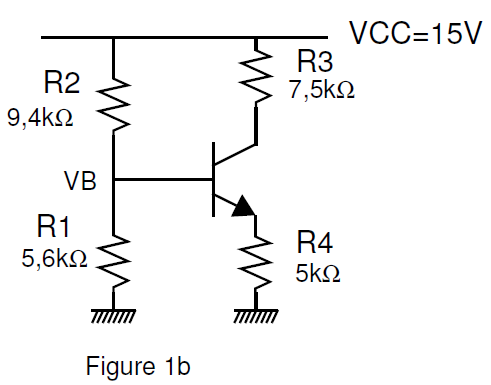 VCC=15V
R2
9,4kΩ
R3
7,5kΩ
VB
R1
5,6kΩ
R4
5kΩ
Figure 1b